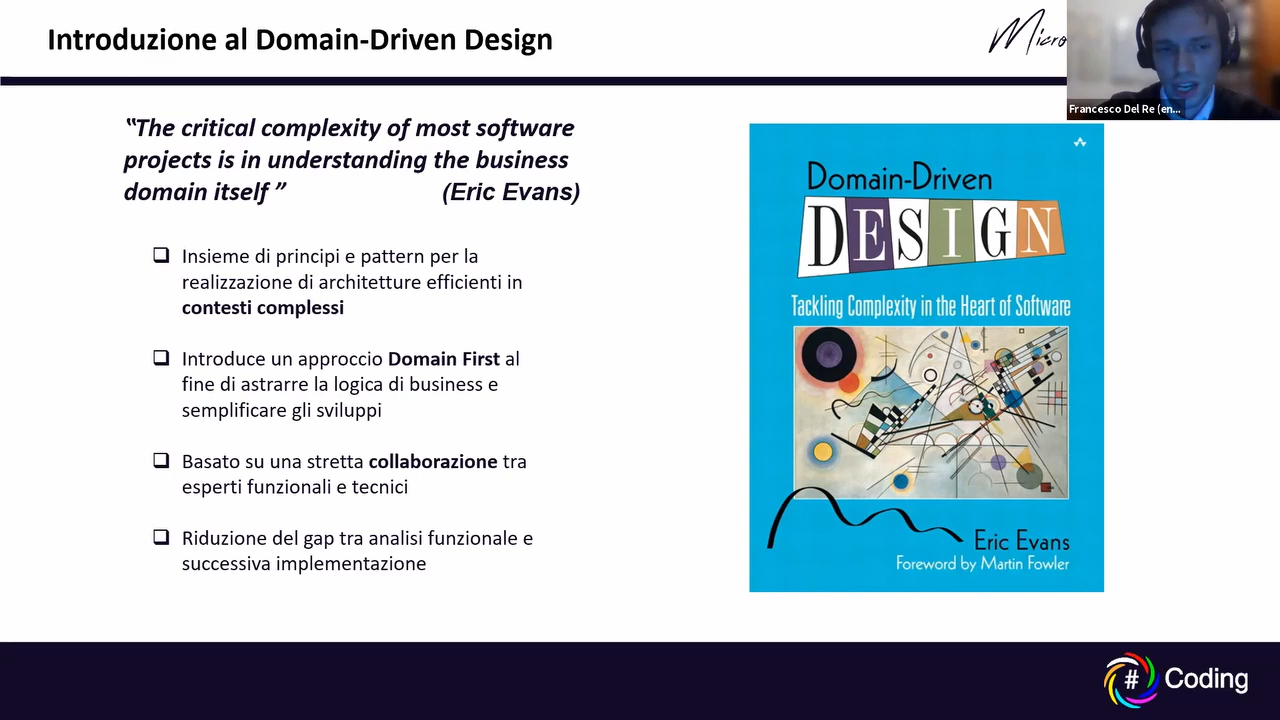 Introduzione al Domain-Driven Design
Micro
Francesco Del Re (en...
“The critical complexity of most software
projects is in understanding the business
domain itself ” (Eric Evans)
Insieme di principi e pattern per la
realizzazione di architetture efficienti in
contesti complessi
Introduce un approccio Domain First al
fine di astrarre la logica di business e
semplificare gli sviluppi
Basato su una stretta collaborazione tra
esperti funzionali e tecnici
Riduzione del gap tra analisi funzionale e
successiva implementazione
Domain-Driven
DESIGN
Tackling Complexity in the Heart of Software
Eric Evans
Foreword by Martin Fowler
# Coding